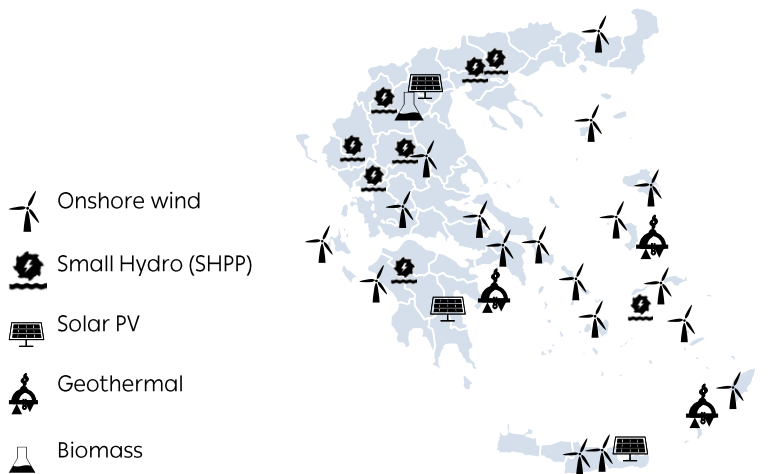 Onshore wind
Small Hydro (SHPP)
Solar PV
Geothermal
Biomass